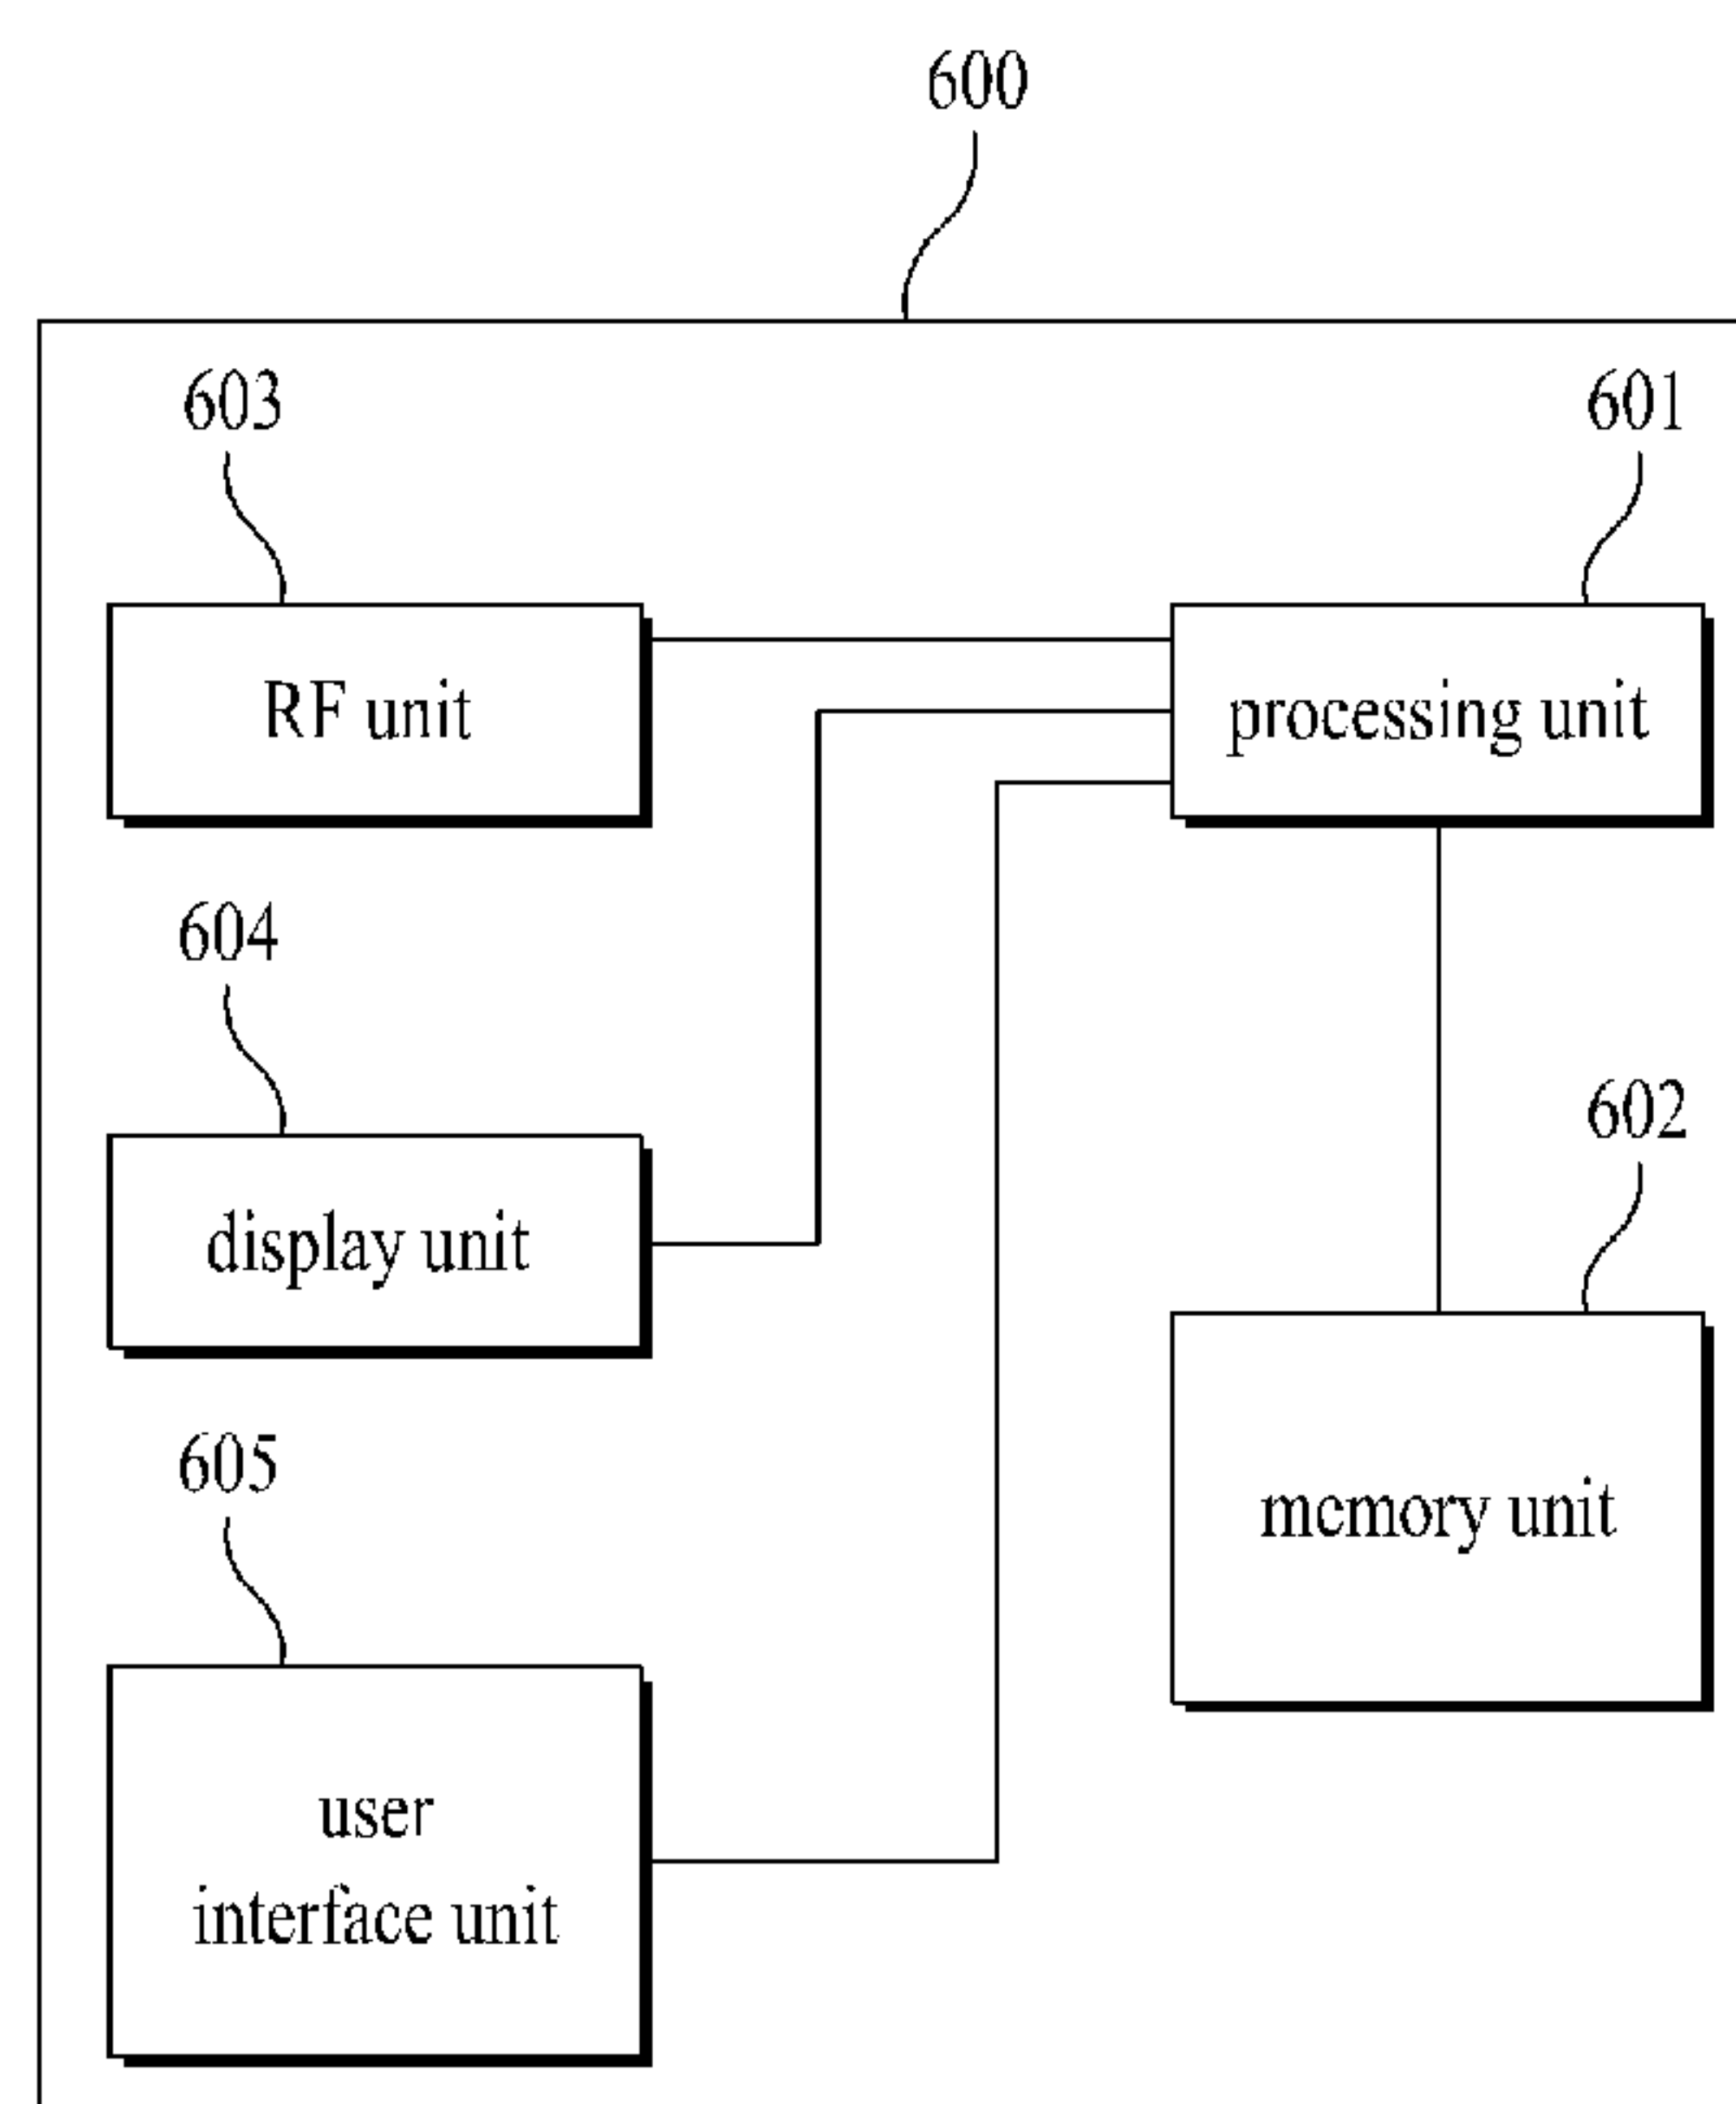 600
603
601
RF unit
processing unit
604
602
display unit
memory unit
605
user
interface unit